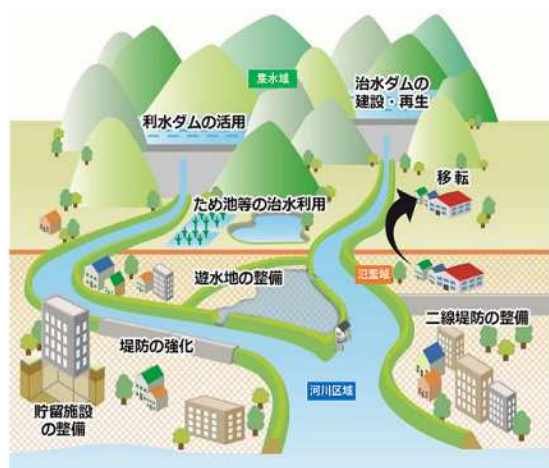 集水域
治水ダムの
建設・再生
利水ダムの活用
移転
ため池等の治水利用
氾濫域
遊水地の整備
二線堤防の整備
堤防の強化
河川区域
貯留施設
の整備